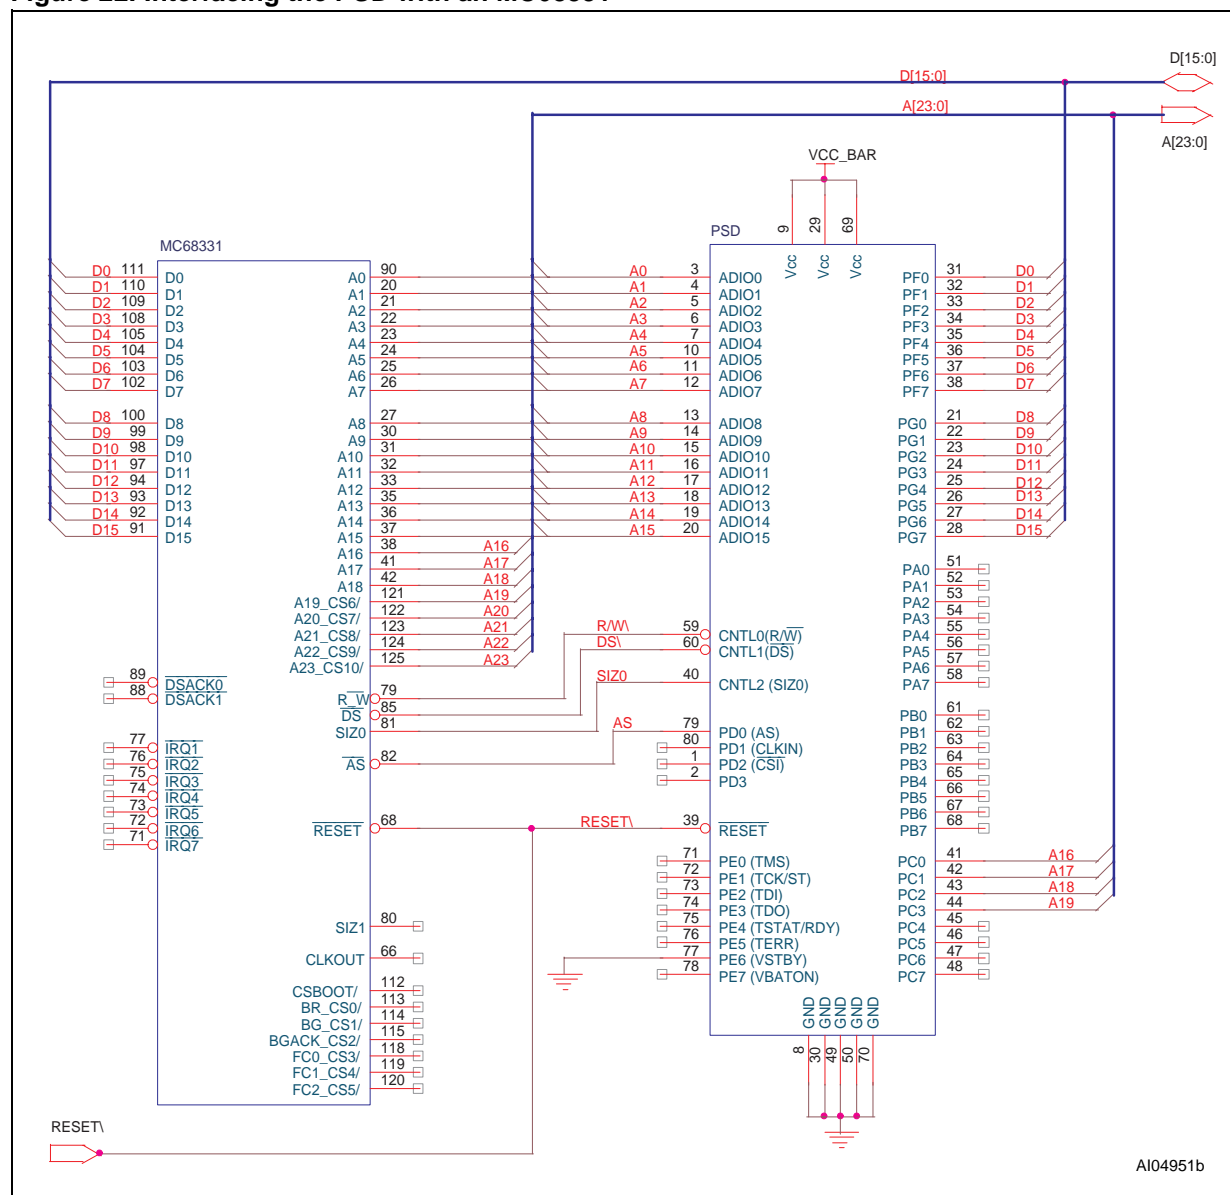 D[15:0]
D[15:0]
A[23:0]
A[23:0]
VCC_BAR
MC68331
D0 111 D0
D1 110 D1
D2 109 D2
D3 108 D3
D4 105 D4
D5 104 D5
D6 103 D6
D7 102 D7
D8 100 D8
D9 99 D9
D10 98 D10
D11 97 D11
D12 94 D12
D13 93 D13
D14 92 D14
D15 91 D15
89 DSACK0
88 DSACK1
77 IRQ1
76 IRQ2
75 IRQ3
74 IRQ4
73 IRQ5
72 IRQ6
71 IRQ7
A0 90
A1 20
A2 21
A3 22
A4 23
A5 24
A6 25
A7 26
A8 27
A9 30
A10 31
A11 32
A12 33
A13 35
A14 36
A15 37
A16 38 A16
A17 41 A17
A18 42 A18
A19_CS6/ 121 A19
A20_CS7/ 122 A20
A21_CS8/ 123 A21
A22_CS9/ 124 A22
A23_CS10/ 125 A23
R_W 79
DS 85
SIZ0 81
AS 82
RESET 68
SIZ1 80
CLKOUT 66
CSBOOT/ 112
BR_CS0/ 113
BG_CS1/ 114
BGACK_CS2/ 115
FC0_CS3/ 118
FC1_CS4/ 119
FC2_CS5/ 120
PSD
9 Vcc
29 Vcc
69 Vcc
A0 3 ADIO0
A1 4 ADIO1
A2 5 ADIO2
A3 6 ADIO3
A4 7 ADIO4
A5 10 ADIO5
A6 11 ADIO6
A7 12 ADIO7
A8 13 ADIO8
A9 14 ADIO9
A10 15 ADIO10
A11 16 ADIO11
A12 17 ADIO12
A13 18 ADIO13
A14 19 ADIO14
A15 20 ADIO15
R/W\ 59 CNTL0(R/W)
DS\ 60 CNTL1(DS)
SIZ0 40 CNTL2 (SIZ0)
AS 79 PD0 (AS)
80 PD1 (CLKIN)
1 PD2 (CSI)
2 PD3
RESET\ 39 RESET
71 PE0 (TMS)
72 PE1 (TCK/ST)
73 PE2 (TDI)
74 PE3 (TDO)
75 PE4 (TSTAT/RDY)
76 PE5 (TERR)
77 PE6 (VSTBY)
78 PE7 (VBATON)
PF0 31 D0
PF1 32 D1
PF2 33 D2
PF3 34 D3
PF4 35 D4
PF5 36 D5
PF6 37 D6
PF7 38 D7
PG0 21 D8
PG1 22 D9
PG2 23 D10
PG3 24 D11
PG4 25 D12
PG5 26 D13
PG6 27 D14
PG7 28 D15
PA0 51
PA1 52
PA2 53
PA3 54
PA4 55
PA5 56
PA6 57
PA7 58
PB0 61
PB1 62
PB2 63
PB3 64
PB4 65
PB5 66
PB6 67
PB7 68
PC0 41 A16
PC1 42 A17
PC2 43 A18
PC3 44 A19
PC4 45
PC5 46
PC6 47
PC7 48
GND 8
GND 30
GND 49
GND 50
GND 70
RESET\
AI04951b